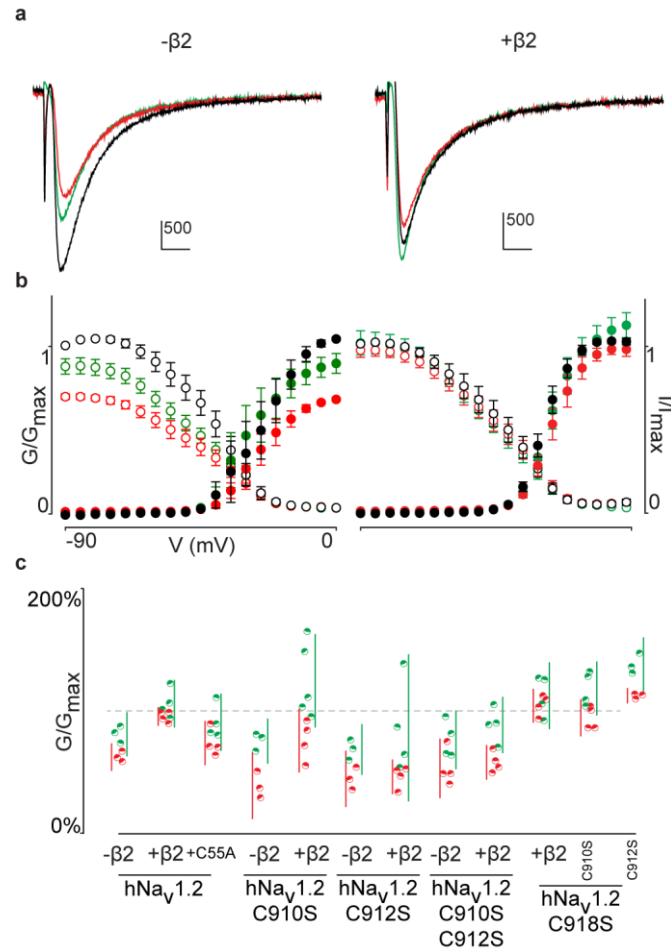 a
-β2 +β2
500 500
b
1 1
G/Gmax I/Imax
0 0
-90 V (mV) 0
c
200%
G/Gmax
0%
-β2 +β2 +C55A -β2 +β2 -β2 +β2 -β2 +β2 +β2 C910S C912S
hNaV1.2 hNaV1.2 hNaV1.2 hNaV1.2 hNaV1.2
C910S C912S C910S C918S
C912S